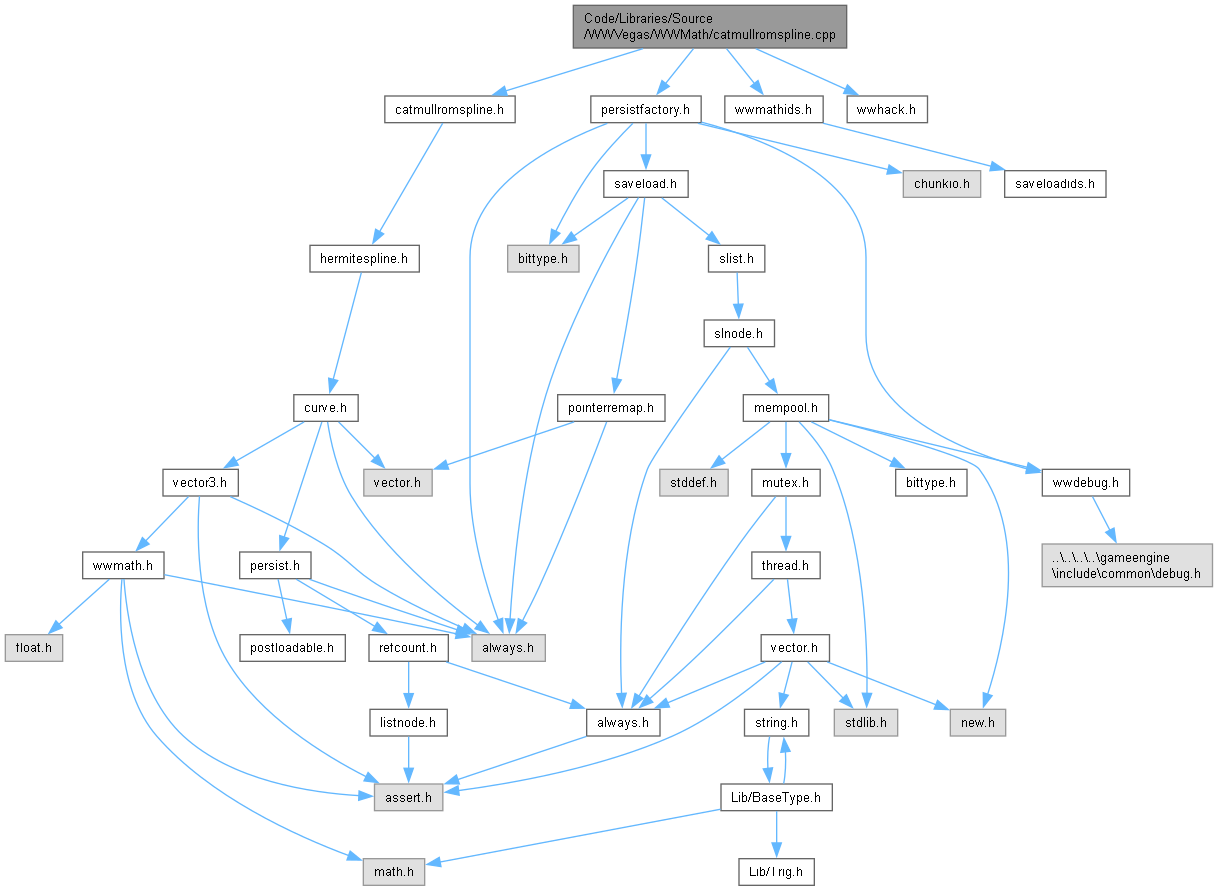 Code/Libraries/Source
/WWVegas/WWMath/catmullromspline.cpp
catmullromspline.h
persistfactory.h
wwmathids.h
wwhack.h
saveload.h
chunkio.h
saveloadids.h
hermitespline.h
bittype.h
slist.h
slnode.h
curve.h
pointerremap.h
mempool.h
vector3.h
vector.h
stddef.h
mutex.h
bittype.h
wwdebug.h
wwmath.h
persist.h
thread.h
..\..\..\..\gameengine
\include\common\debug.h
float.h
postloadable.h
refcount.h
always.h
vector.h
listnode.h
always.h
string.h
stdlib.h
new.h
assert.h
Lib/BaseType.h
math.h
Lib/Trig.h